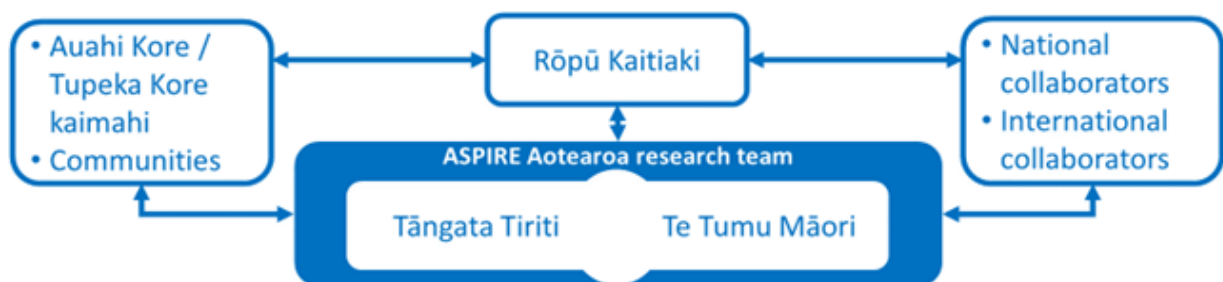 • Auahi Kore /
Tupeka Kore
kaimahi
• Communities
Rōpū Kaitiaki
• National
collaborators
• International
collaborators
ASPIRE Aotearoa research team
Tāngata Tiriti
Te Tumu Māori